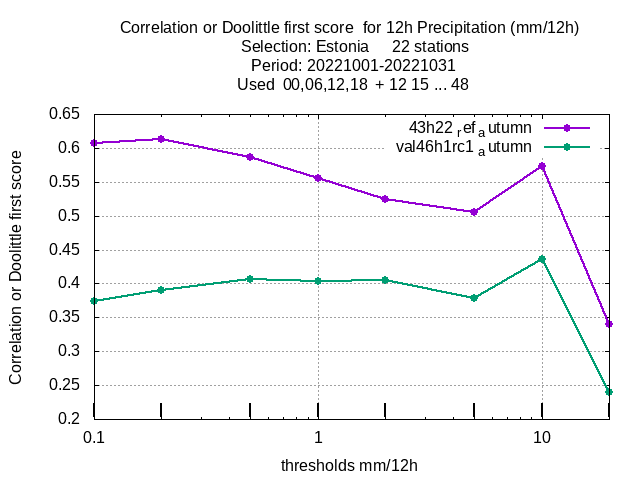 Correlation or Doolittle first score  for 12h Precipitation (mm/12h)
Selection: Estonia     22 stations
Period: 20221001-20221031
Used  00,06,12,18  + 12 15 ... 48
43h22 ref a utumn
val46h1rc1 a utumn
Correlation or Doolittle first score
0.65
0.6
0.55
0.5
0.45
0.4
0.35
0.3
0.25
0.2
0.1
1
10
thresholds mm/12h